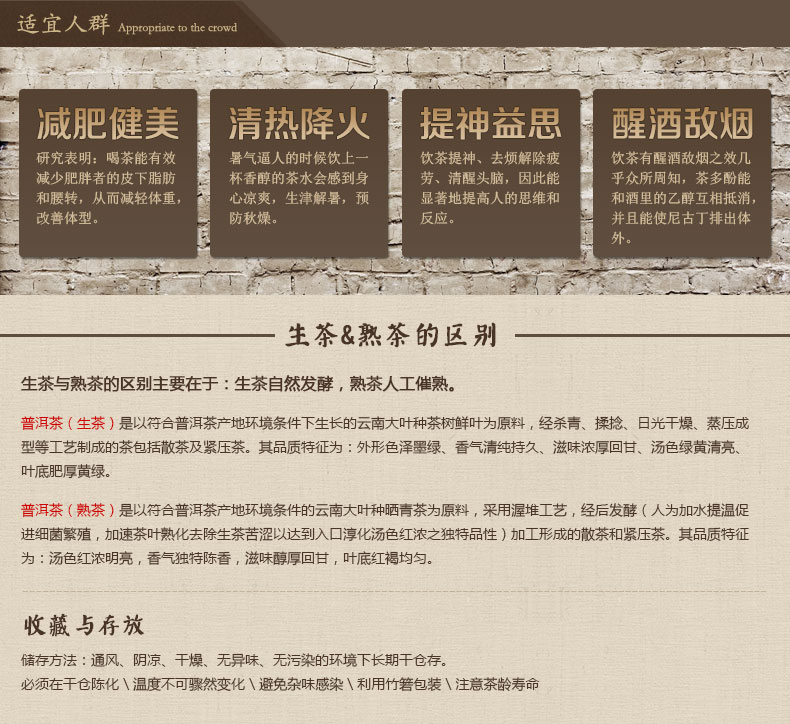 适宜人群 Appropriate to the crowd
减肥健美
研究表明：喝茶能有效
减少肥胖者的皮下脂肪
和腰转，从而减轻体重，
改善体型。
清热降火
暑气逼人的时候饮上一
杯香醇的茶水会感到身
心凉爽，生津解暑，预
防秋燥。
提神益思
饮茶提神、去烦解除疲
劳、清醒头脑，因此能
显著地提高人的思维和
反应。
醒酒敌烟
饮茶有醒酒敌烟之效几
乎众所周知，茶多酚能
和酒里的乙醇互相抵消，
并且能使尼古丁排出体
外。
生茶&熟茶的区别
生茶与熟茶的区别主要在于：生茶自然发酵，熟茶人工催熟。
普洱茶（生茶）是以符合普洱茶产地环境条件下生长的云南大叶种茶树鲜叶为原料，经杀青、揉捻、日光干燥、蒸压成
型等工艺制成的茶包括散茶及紧压茶。其品质特征为：外形色泽墨绿、香气清纯持久、滋味浓厚回甘、汤色绿黄清亮、
叶底肥厚黄绿。
普洱茶（熟茶）是以符合普洱茶产地环境条件的云南大叶种晒青茶为原料，采用渥堆工艺，经后发酵（人为加水提温促
进细菌繁殖，加速茶叶熟化去除生茶苦涩以达到入口淳化汤色红浓之独特品性）加工形成的散茶和紧压茶。其品质特征
为：汤色红浓明亮，香气独特陈香，滋味醇厚回甘，叶底红褐均匀。
收藏与存放
储存方法：通风、阴凉、干燥、无异味、无污染的环境下长期干仓存。
必须在干仓陈化 \ 温度不可骤然变化 \ 避免杂味感染 \ 利用竹箬包装 \ 注意茶龄寿命